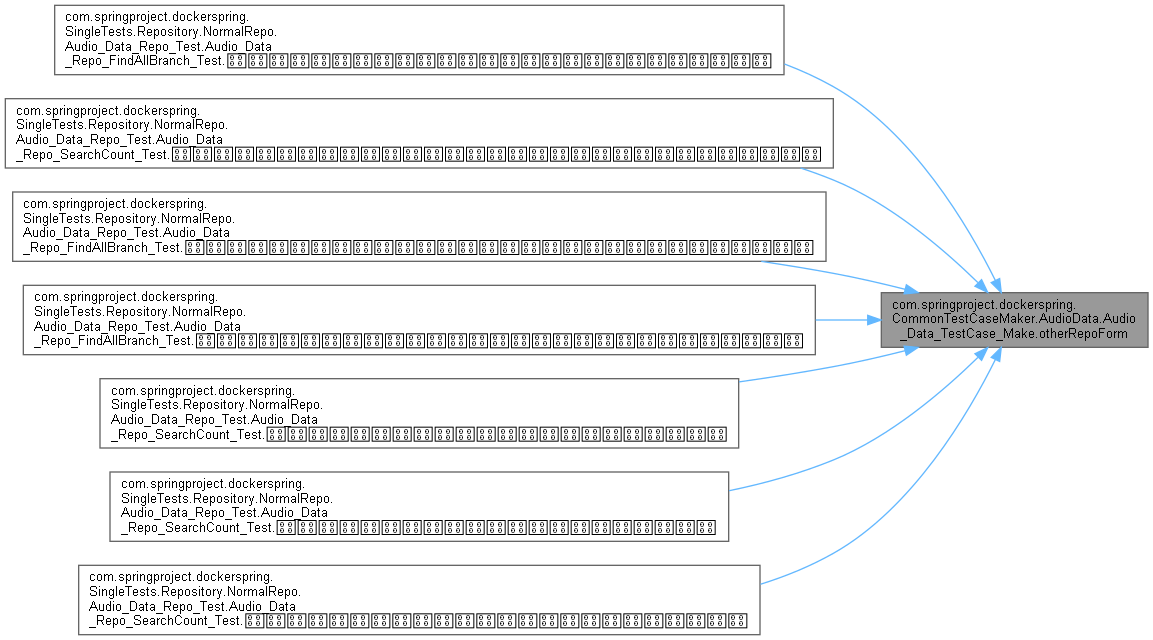 com.springproject.dockerspring.
SingleTests.Repository.NormalRepo.
Audio_Data_Repo_Test.Audio_Data
_Repo_FindAllBranch_Test.
com.springproject.dockerspring.
SingleTests.Repository.NormalRepo.
Audio_Data_Repo_Test.Audio_Data
_Repo_SearchCount_Test.
com.springproject.dockerspring.
SingleTests.Repository.NormalRepo.
Audio_Data_Repo_Test.Audio_Data
_Repo_FindAllBranch_Test.
com.springproject.dockerspring.
SingleTests.Repository.NormalRepo.
Audio_Data_Repo_Test.Audio_Data
_Repo_FindAllBranch_Test.
com.springproject.dockerspring.
CommonTestCaseMaker.AudioData.Audio
_Data_TestCase_Make.otherRepoForm
com.springproject.dockerspring.
SingleTests.Repository.NormalRepo.
Audio_Data_Repo_Test.Audio_Data
_Repo_SearchCount_Test.
com.springproject.dockerspring.
SingleTests.Repository.NormalRepo.
Audio_Data_Repo_Test.Audio_Data
_Repo_SearchCount_Test.
com.springproject.dockerspring.
SingleTests.Repository.NormalRepo.
Audio_Data_Repo_Test.Audio_Data
_Repo_SearchCount_Test.